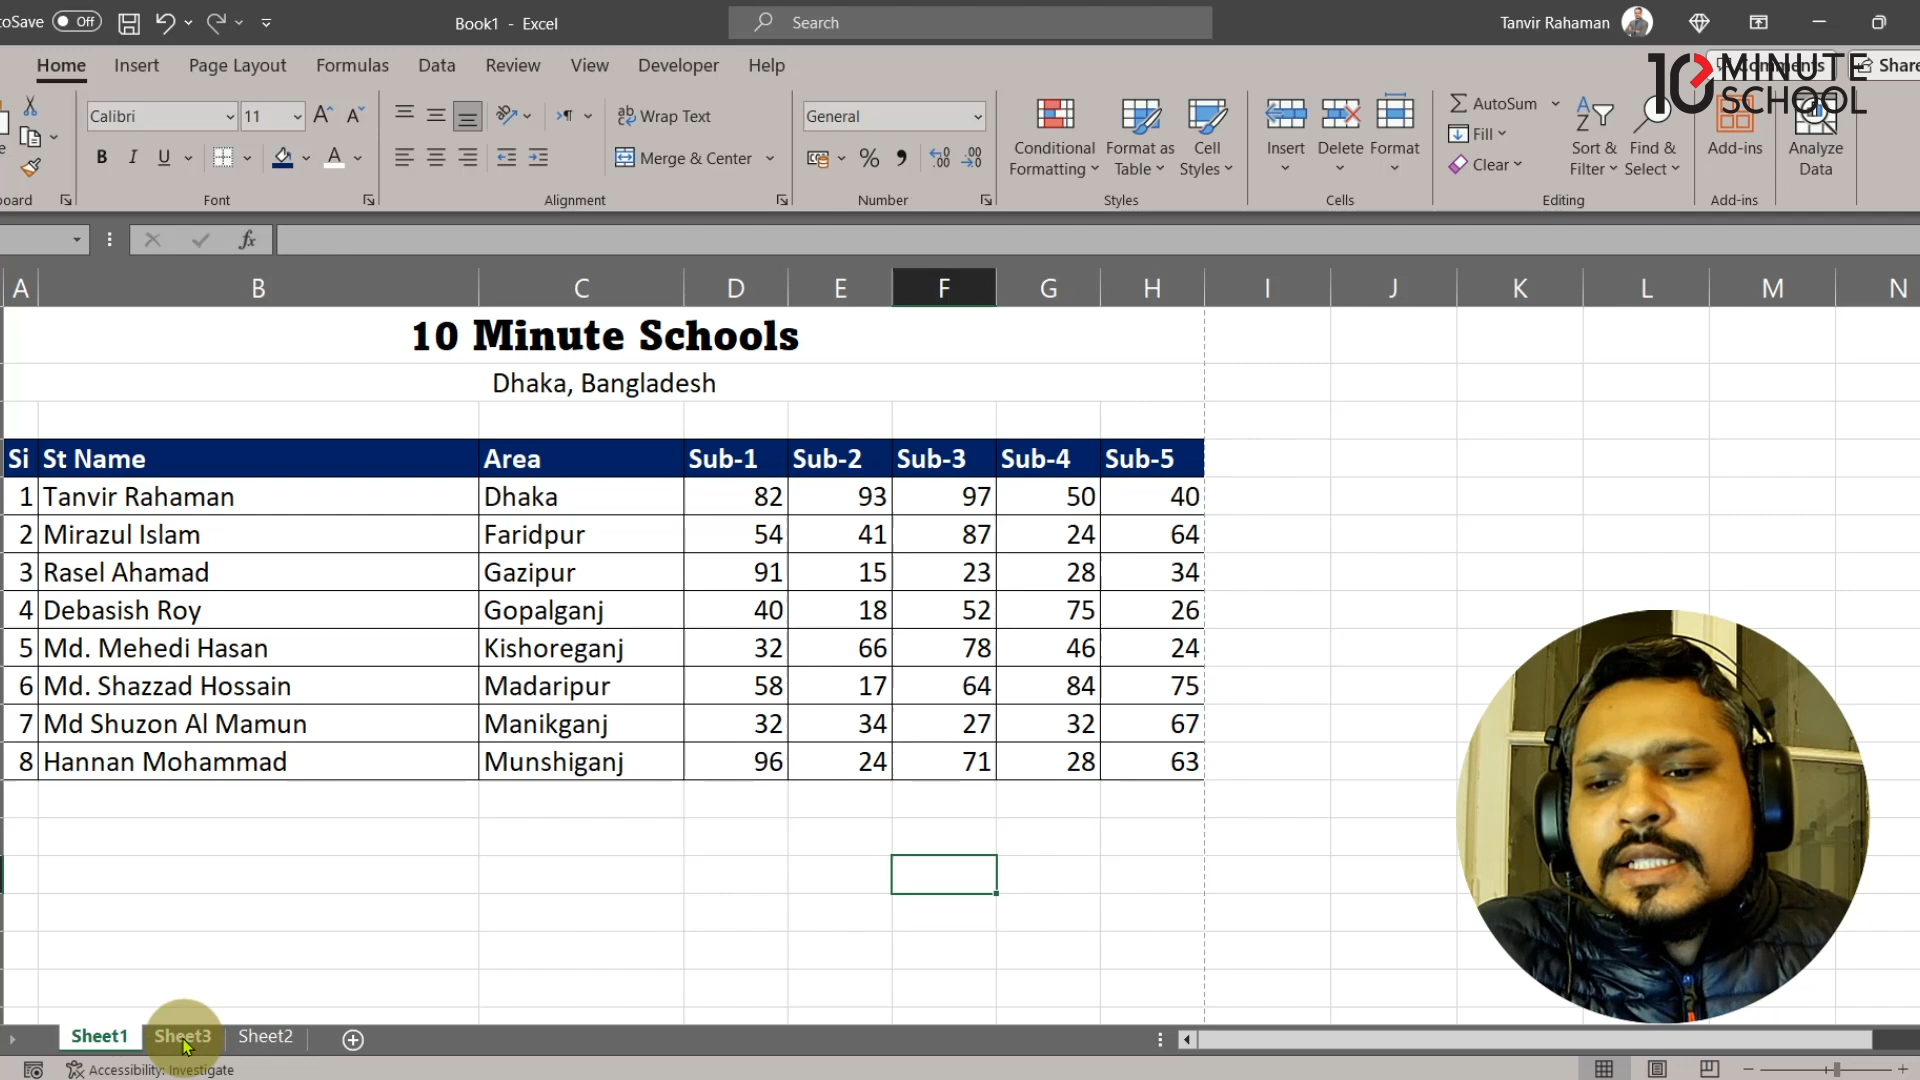 oSave Off Book1 - Excel Search Tanvir Rahaman
Home Insert Page Layout Formulas Data Review View Developer Help Comments Share
10 MINUTE SCHOOL
Calibri 11 Wrap Text General AutoSum
B I U Merge & Center % Fill
Conditional Formatting Format as Table Cell Styles Insert Delete Format Clear Sort & Filter Find & Select Add-ins Analyze Data
oard Font Alignment Number Styles Cells Editing Add-ins
fx
A B C D E F G H I J K L M N
10 Minute Schools
Dhaka, Bangladesh
Si St Name Area Sub-1 Sub-2 Sub-3 Sub-4 Sub-5
1 Tanvir Rahaman Dhaka 82 93 97 50 40
2 Mirazul Islam Faridpur 54 41 87 24 64
3 Rasel Ahamad Gazipur 91 15 23 28 34
4 Debasish Roy Gopalganj 40 18 52 75 26
5 Md. Mehedi Hasan Kishoreganj 32 66 78 46 24
6 Md. Shazzad Hossain Madaripur 58 17 64 84 75
7 Md Shuzon Al Mamun Manikganj 32 34 27 32 67
8 Hannan Mohammad Munshiganj 96 24 71 28 63
Sheet1 Sheet3 Sheet2
Accessibility: Investigate